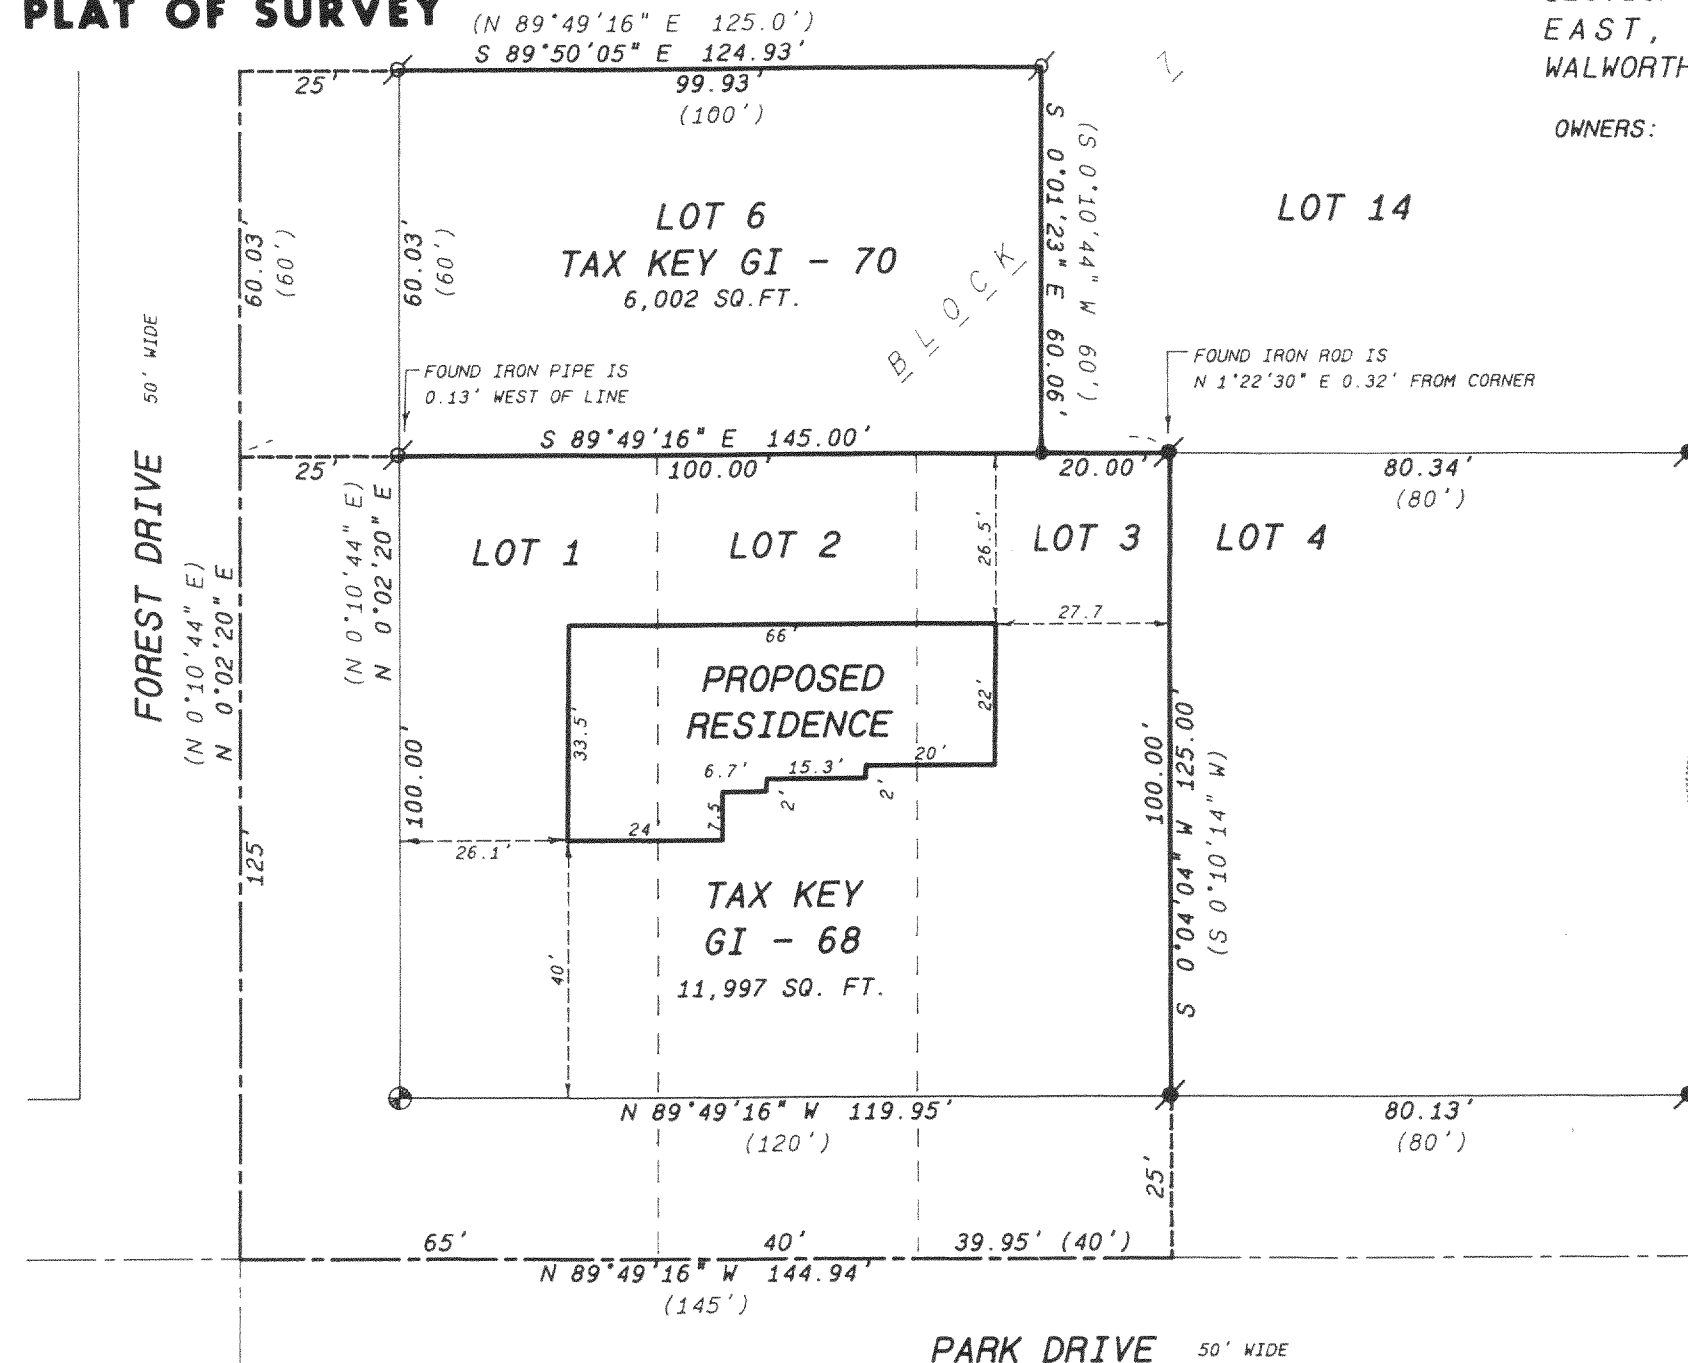 PLAT OF SURVEY
(N 89°49'16" E 125.0')
S 89°50'05" E 124.93'
25'
99.93'
(100')
EAST,
WALWORTH
OWNERS:
60.03'
(60')
60.03'
(60')
LOT 6
TAX KEY GI - 70
6,002 SQ.FT.
BLOCK
S 0°01'23" E 60.06'
(S 0°10'44" W 60')
LOT 14
FOUND IRON PIPE IS
0.13' WEST OF LINE
FOUND IRON ROD IS
N 1°22'30" E 0.32' FROM CORNER
50' WIDE
FOREST DRIVE
(N 0°10'44" E)
N 0°02'20" E
125'
25'
S 89°49'16" E 145.00'
100.00'
20.00'
80.34'
(80')
(N 0°10'44" E)
N 0°02'20" E
100.00'
LOT 1
LOT 2
LOT 3
LOT 4
26.5'
27.7
66'
PROPOSED
RESIDENCE
33.5'
22'
6.7'
15.3'
20'
2'
2'
7.5
24'
26.1'
40'
TAX KEY
GI - 68
11,997 SQ. FT.
100.00'
S 0°04'04" W 125.00'
(S 0°10'14" W)
N 89°49'16" W 119.95'
(120')
80.13'
(80')
25'
65'
40'
39.95' (40')
N 89°49'16" W 144.94'
(145')
PARK DRIVE 50' WIDE